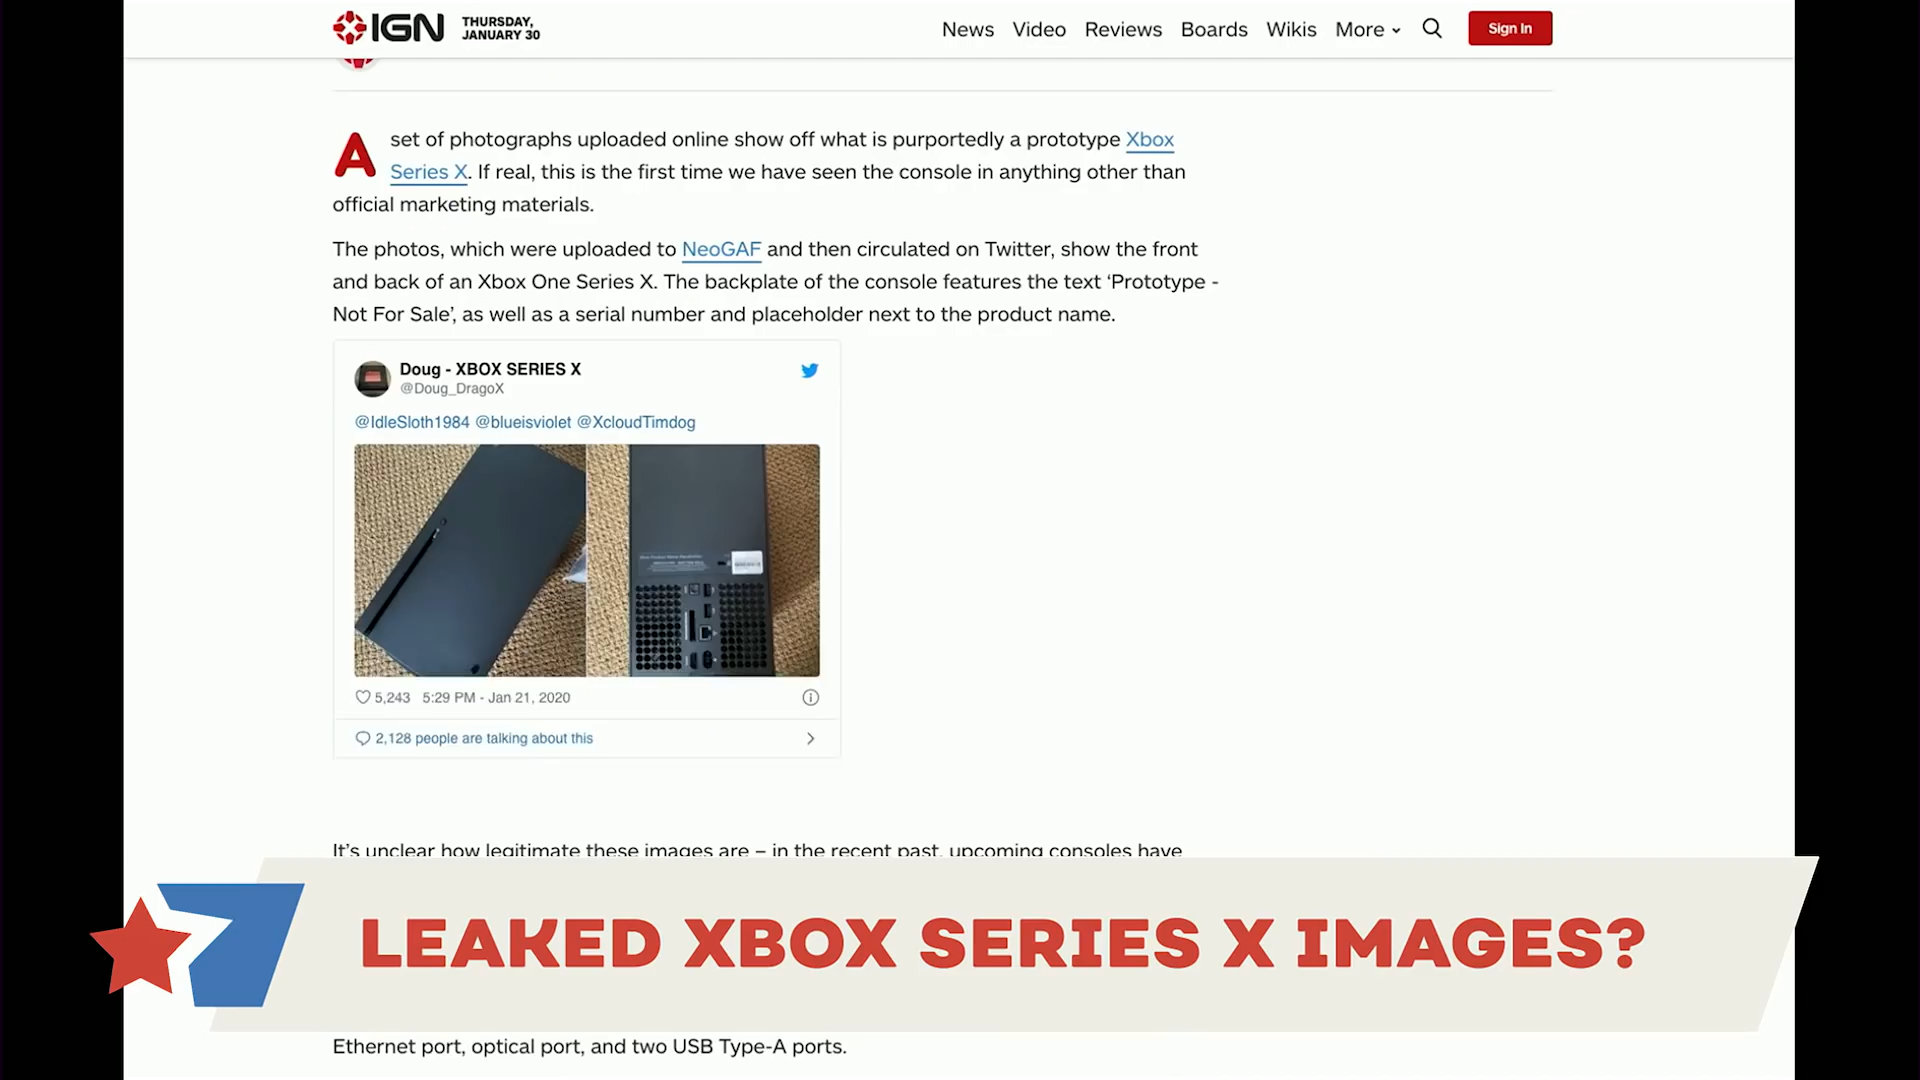 IGN
THURSDAY,
JANUARY 30
News Video Reviews Boards Wikis More
Sign In
A set of photographs uploaded online show off what is purportedly a prototype Xbox
Series X. If real, this is the first time we have seen the console in anything other than
official marketing materials.
The photos, which were uploaded to NeoGAF and then circulated on Twitter, show the front
and back of an Xbox One Series X. The backplate of the console features the text ‘Prototype -
Not For Sale’, as well as a serial number and placeholder next to the product name.
Doug - XBOX SERIES X
@Doug_DragoX
@IdleSloth1984 @blueisviolet @XcloudTimdog
5,243 5:29 PM - Jan 21, 2020
2,128 people are talking about this
It’s unclear how legitimate these images are – in the recent past, upcoming consoles have
LEAKED XBOX SERIES X IMAGES?
Ethernet port, optical port, and two USB Type-A ports.